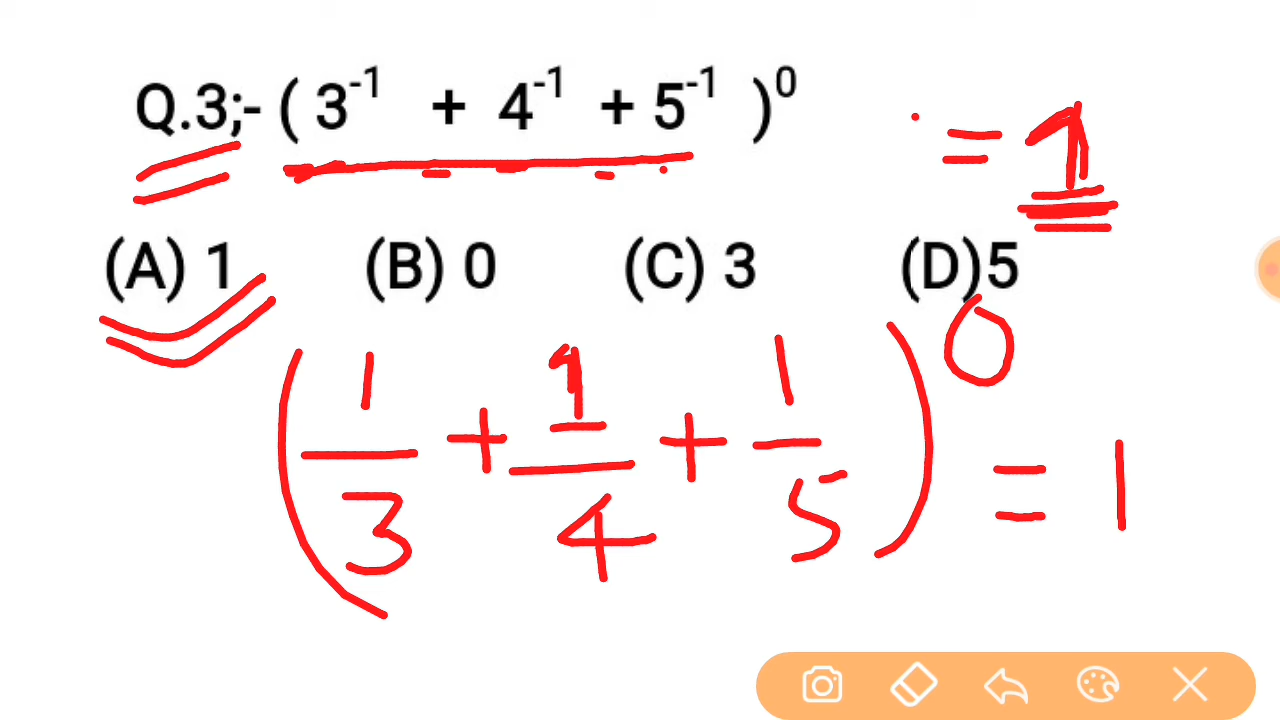 Q.3;- ( 3⁻¹ + 4⁻¹ + 5⁻¹ )⁰ = 1
(A) 1 (B) 0 (C) 3 (D)5
(1/3 + 1/4 + 1/5)⁰ = 1